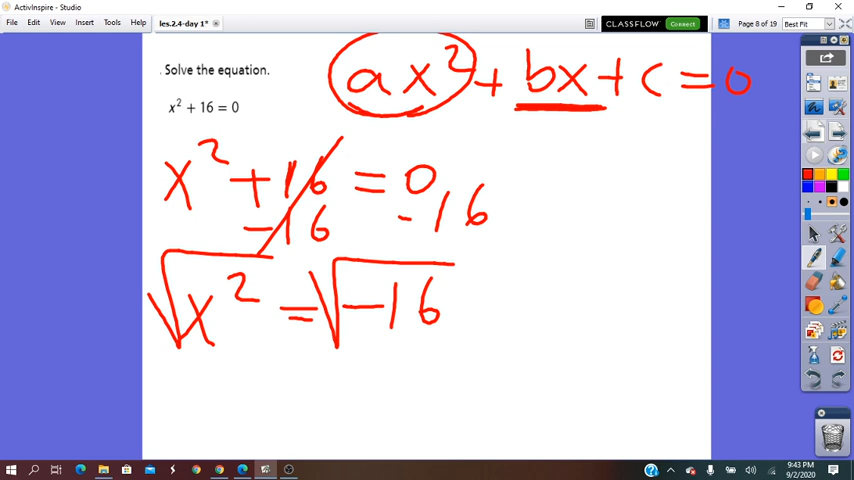 ActivInspire - Studio
File Edit View Insert Tools Help
les.2.4-day 1*
CLASSFLOW Connect
Page 8 of 19 Best Fit
. Solve the equation.
ax² + bx + c = 0
x² + 16 = 0
x² + 16 = 0
-16 -16
√x² = √-16
9:43 PM
9/2/2020